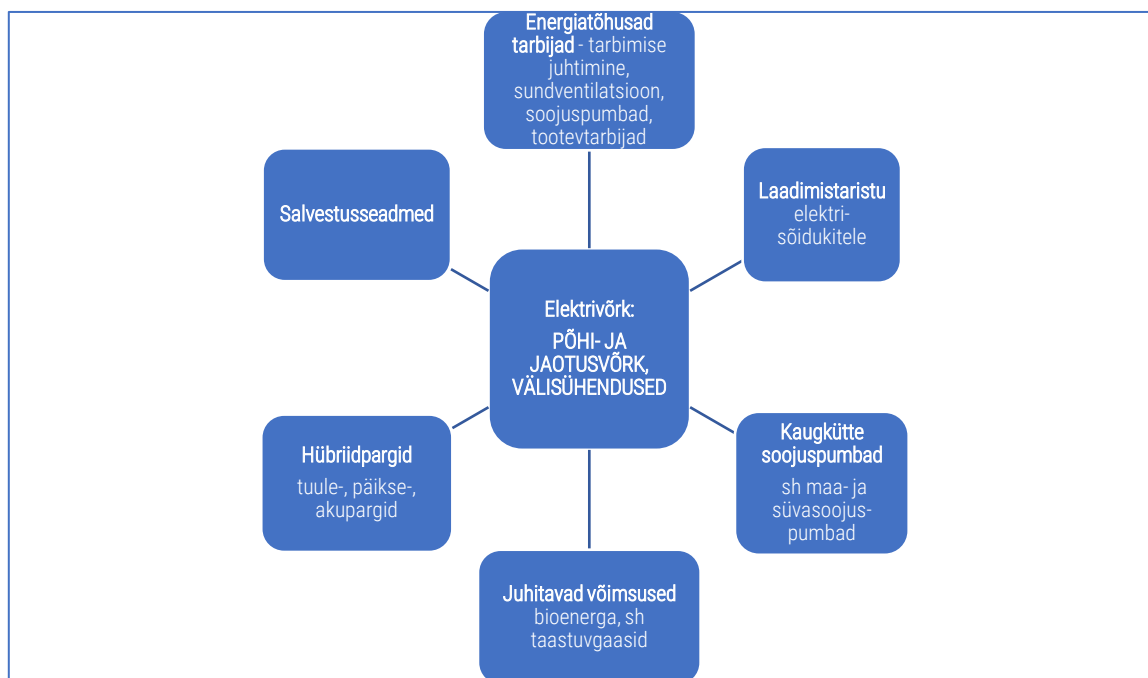 Energiatõhusad
tarbijad - tarbimise
juhtimine,
sundventilatsioon,
soojuspumbad,
tootevtarbijad
Salvestusseadmed
Laadimistaristu
elektri-
sõidukitele
Elektrivõrk:
PÕHI- JA
JAOTUSVÕRK,
VÄLISÜHENDUSED
Hübriidpargid
tuule-, päikse-,
akupargid
Kaugkütte
soojuspumbad
sh maa- ja
süvasoojus-
pumbad
Juhitavad võimsused
bioenerga, sh
taastuvgaasid